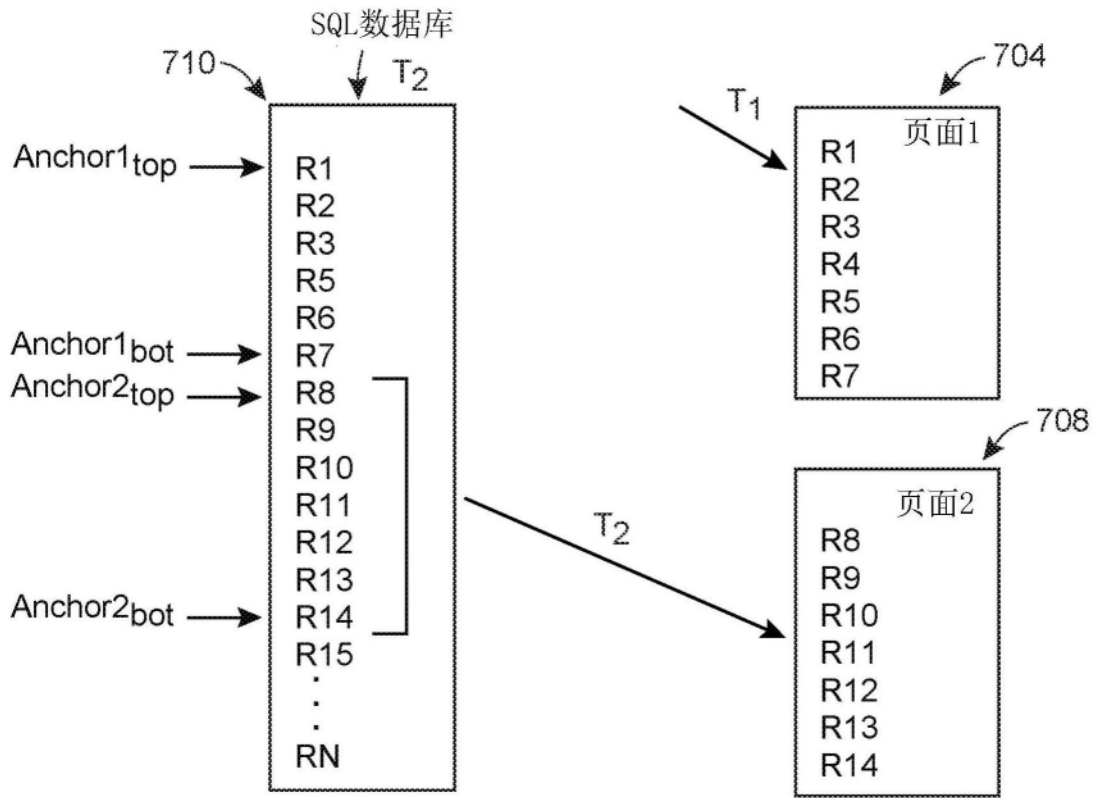 SQL数据库
710
T2
Anchor1top
R1
R2
R3
R5
R6
Anchor1bot
R7
Anchor2top
R8
R9
R10
R11
R12
R13
Anchor2bot
R14
R15
.
.
.
RN
T1
704
页面1
R1
R2
R3
R4
R5
R6
R7
T2
708
页面2
R8
R9
R10
R11
R12
R13
R14